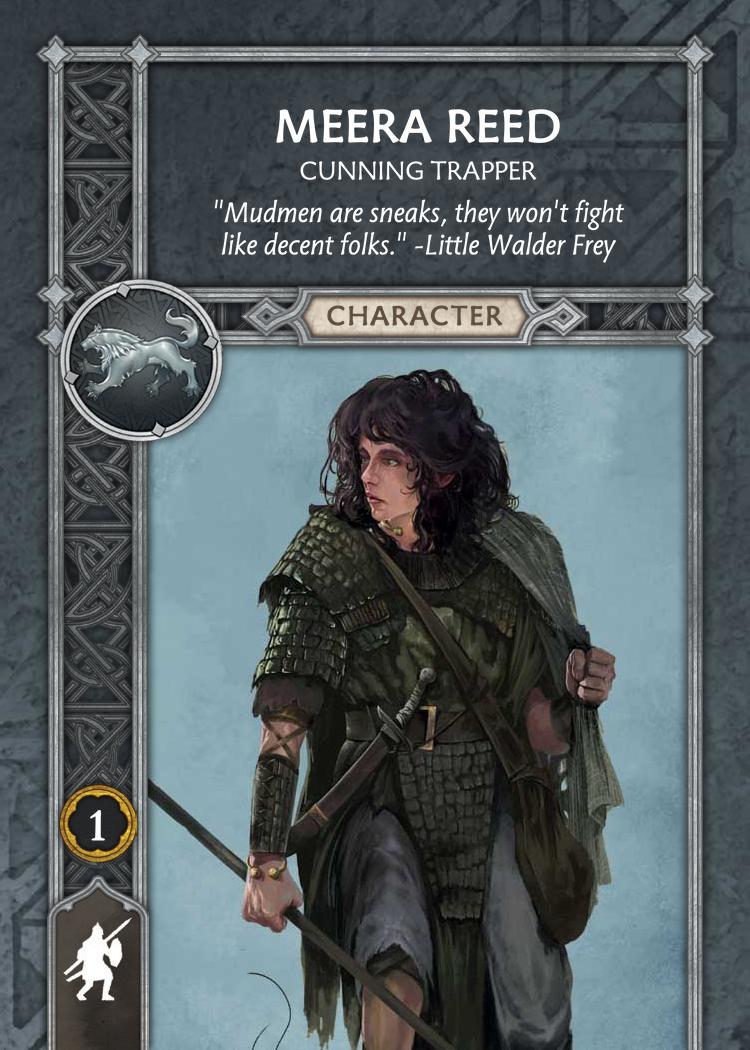 MEERA REED
CUNNING TRAPPER
"Mudmen are sneaks, they won't fight
like decent folks." -Little Walder Frey
CHARACTER
1